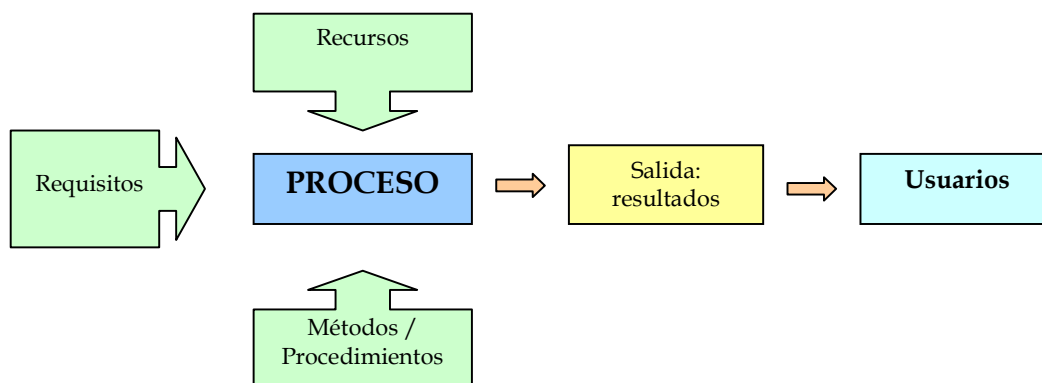 Recursos
Requisitos
PROCESO
Salida:
resultados
Usuarios
Métodos /
Procedimientos